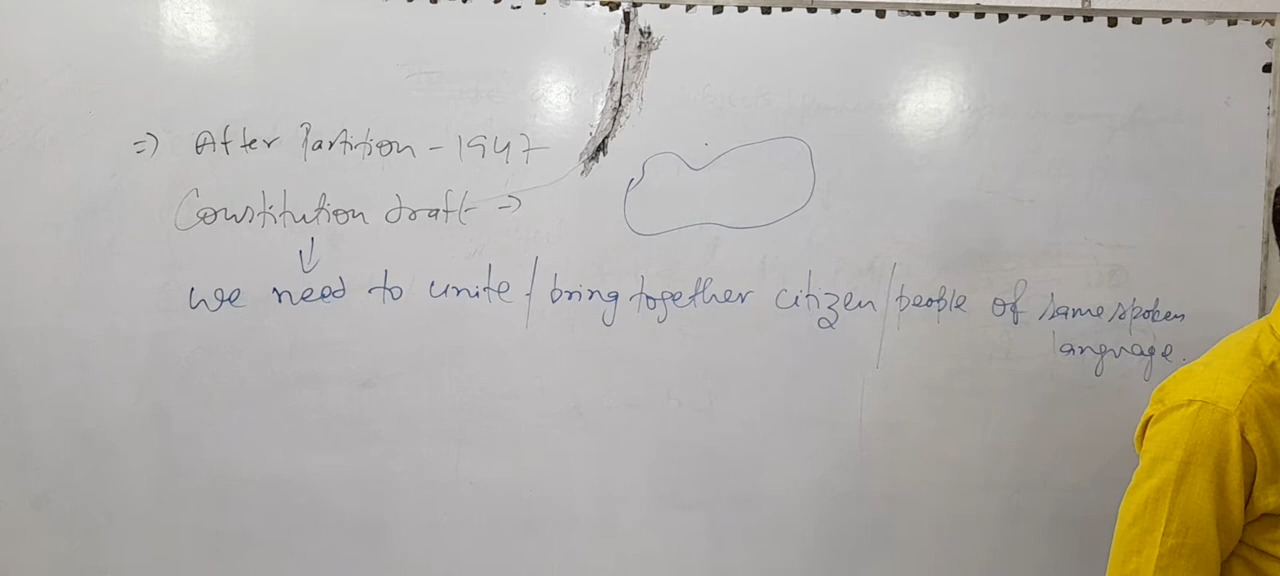 => After Partition - 1947
Constitution draft =>
↓
we need to unite / bring together citizen / people of same spoken
language.